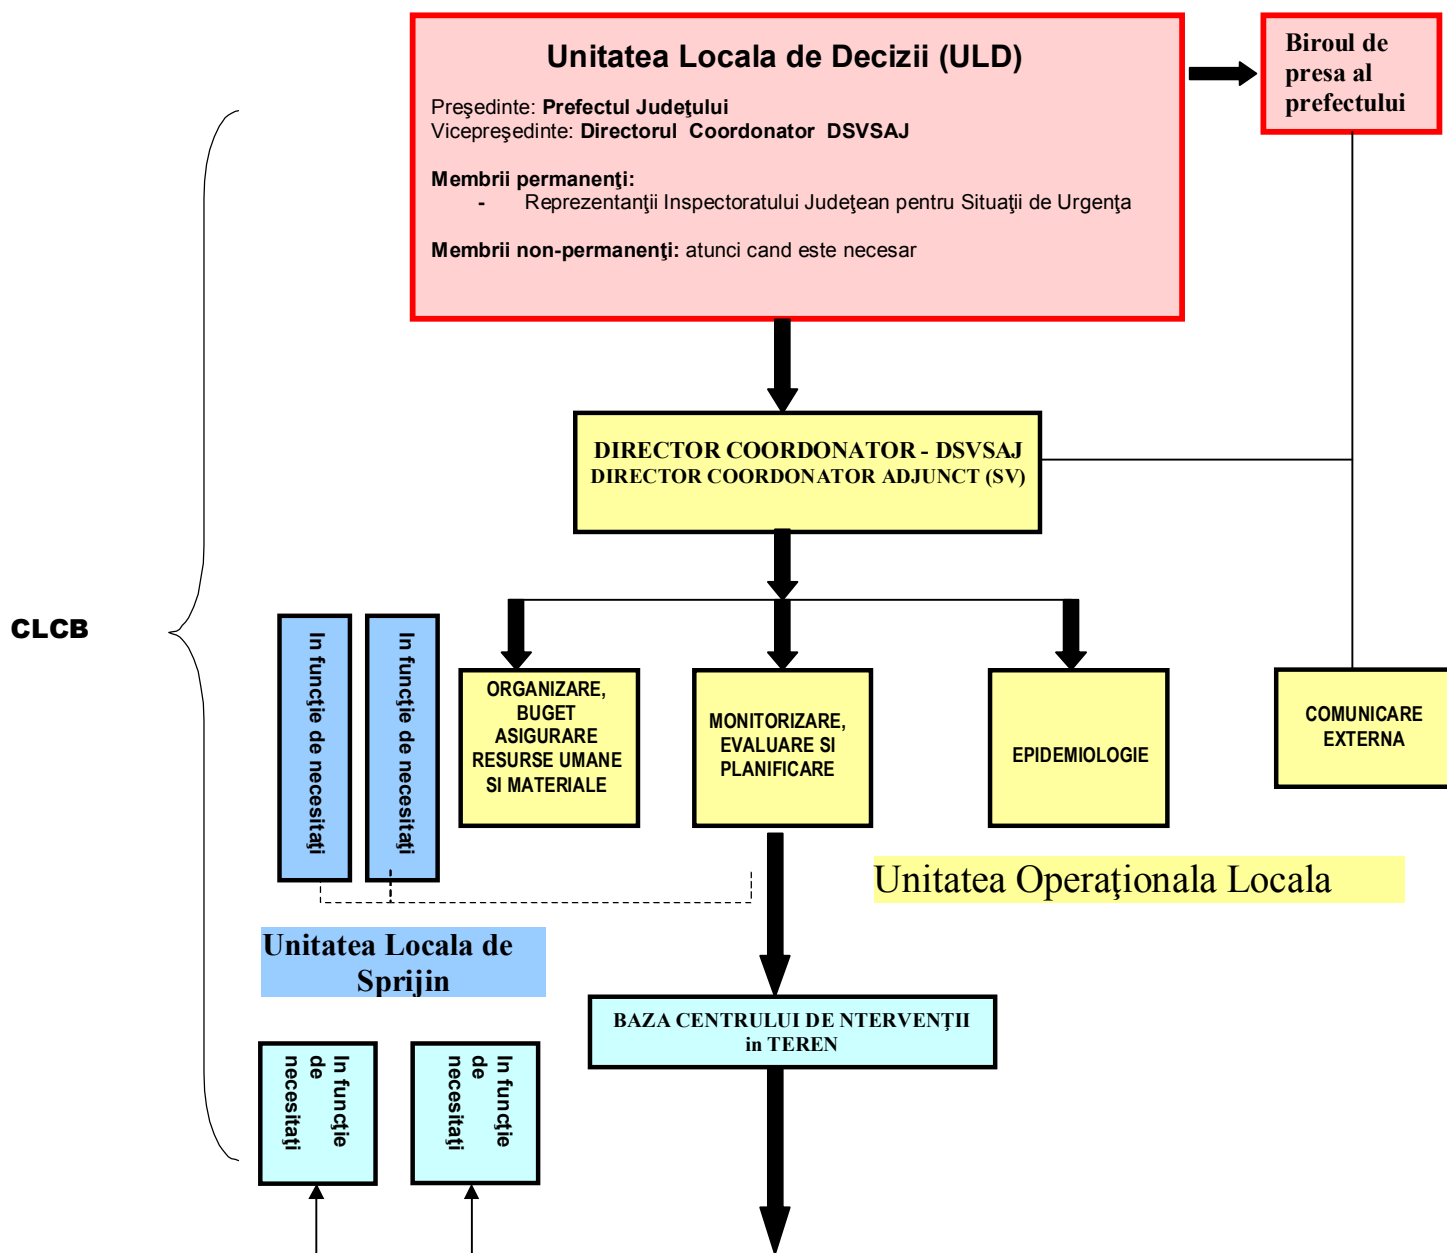 Unitatea Locala de Decizii (ULD)
Preşedinte: Prefectul Judeţului
Vicepreşedinte: Directorul Coordonator DSVSAJ
Membrii permanenţi:
- Reprezentanţii Inspectoratului Judeţean pentru Situaţii de Urgenţa
Membrii non-permanenţi: atunci cand este necesar
Biroul de
presa al
prefectului
DIRECTOR COORDONATOR - DSVSAJ
DIRECTOR COORDONATOR ADJUNCT (SV)
CLCB
In funcţie de necesitaţi
In funcţie de necesitaţi
ORGANIZARE,
BUGET
ASIGURARE
RESURSE UMANE
SI MATERIALE
MONITORIZARE,
EVALUARE SI
PLANIFICARE
EPIDEMIOLOGIE
COMUNICARE
EXTERNA
Unitatea Operaţionala Locala
Unitatea Locala de
Sprijin
BAZA CENTRULUI DE NTERVENŢII
in TEREN
In funcţie
de
necesitaţi
In funcţie
de
necesitaţi